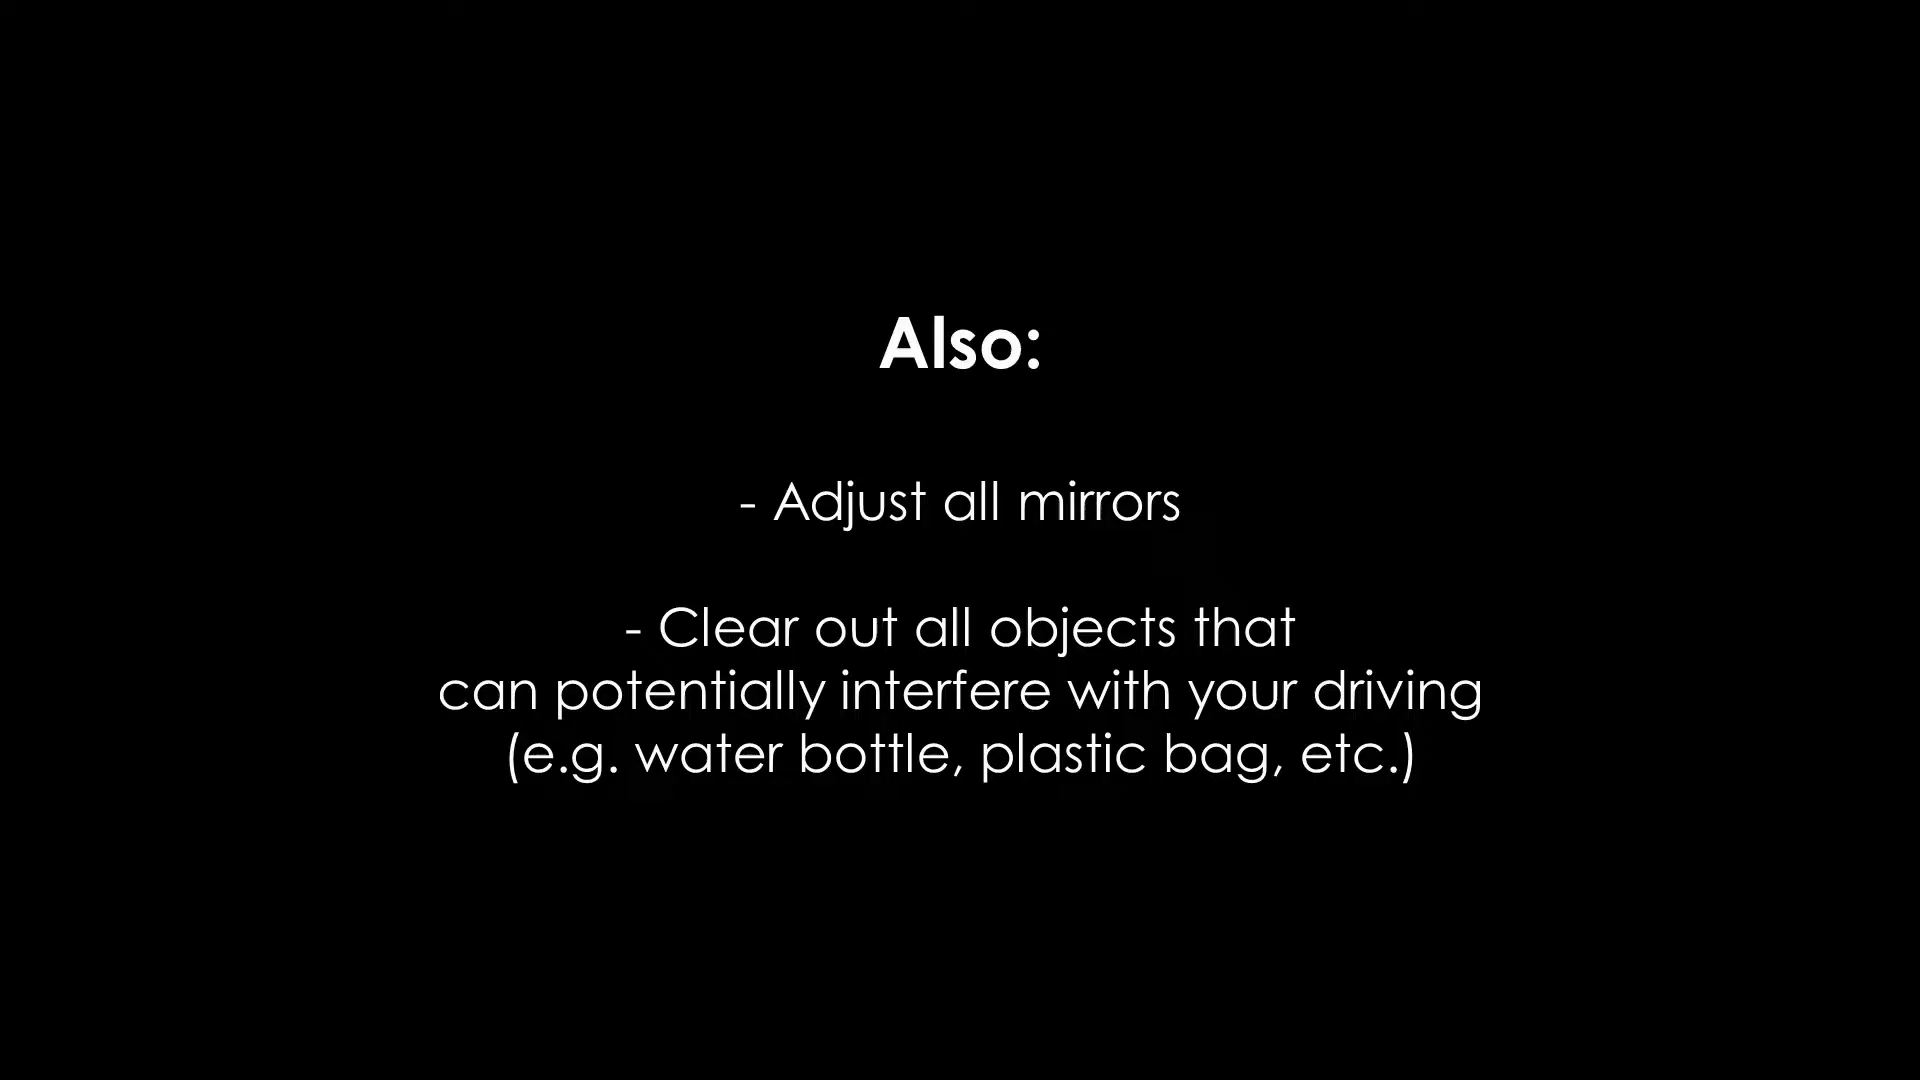 Also:
- Adjust all mirrors
- Clear out all objects that
can potentially interfere with your driving
(e.g. water bottle, plastic bag, etc.)